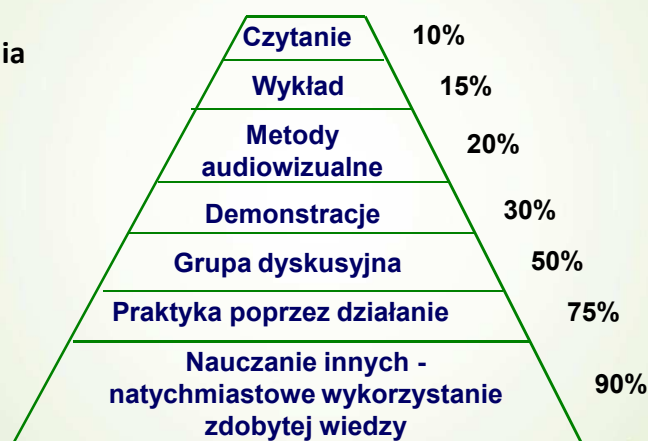 ia
Czytanie 10%
Wykład 15%
Metody
audiowizualne 20%
Demonstracje 30%
Grupa dyskusyjna 50%
Praktyka poprzez działanie 75%
Nauczanie innych -
natychmiastowe wykorzystanie 90%
zdobytej wiedzy